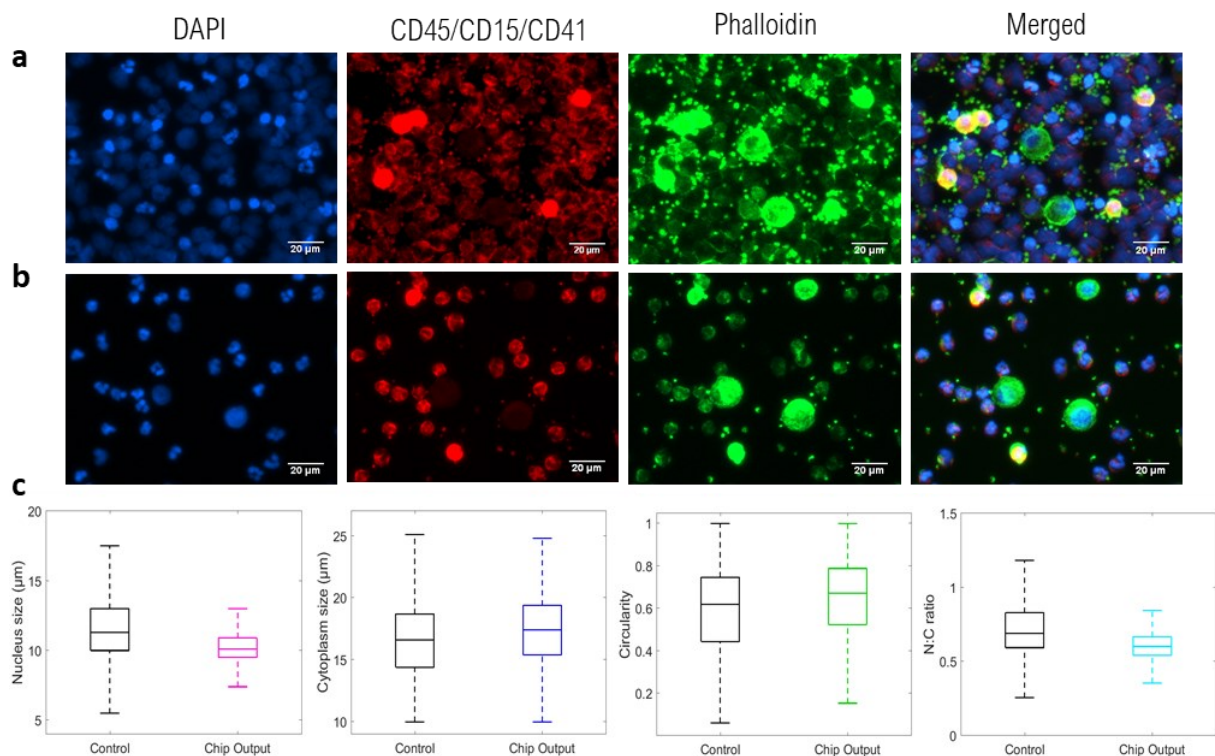 DAPI
CD45/CD15/CD41
Phalloidin
Merged
a
20 µm
20 µm
20 µm
20 µm
b
20 µm
20 µm
20 µm
20 µm
c
Nucleus size (µm)
20
15
10
5
Control
Chip Output
Cytoplasm size (µm)
25
20
15
10
Control
Chip Output
Circularity
1
0.8
0.6
0.4
0.2
Control
Chip Output
N:C ratio
1.5
1
0.5
0
Control
Chip Output